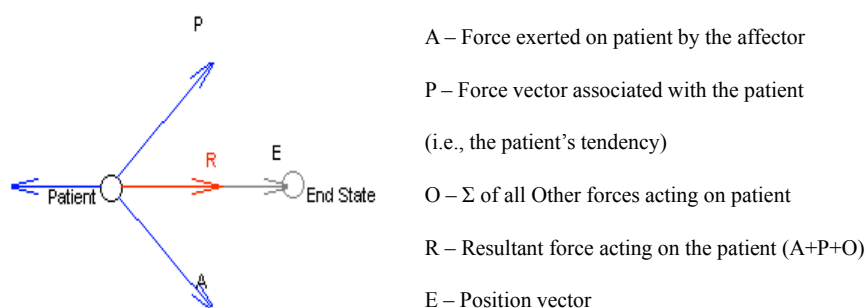 P
R
E
Patient
End State
A
A – Force exerted on patient by the affector
P – Force vector associated with the patient
(i.e., the patient's tendency)
O – Σ of all Other forces acting on patient
R – Resultant force acting on the patient (A+P+O)
E – Position vector